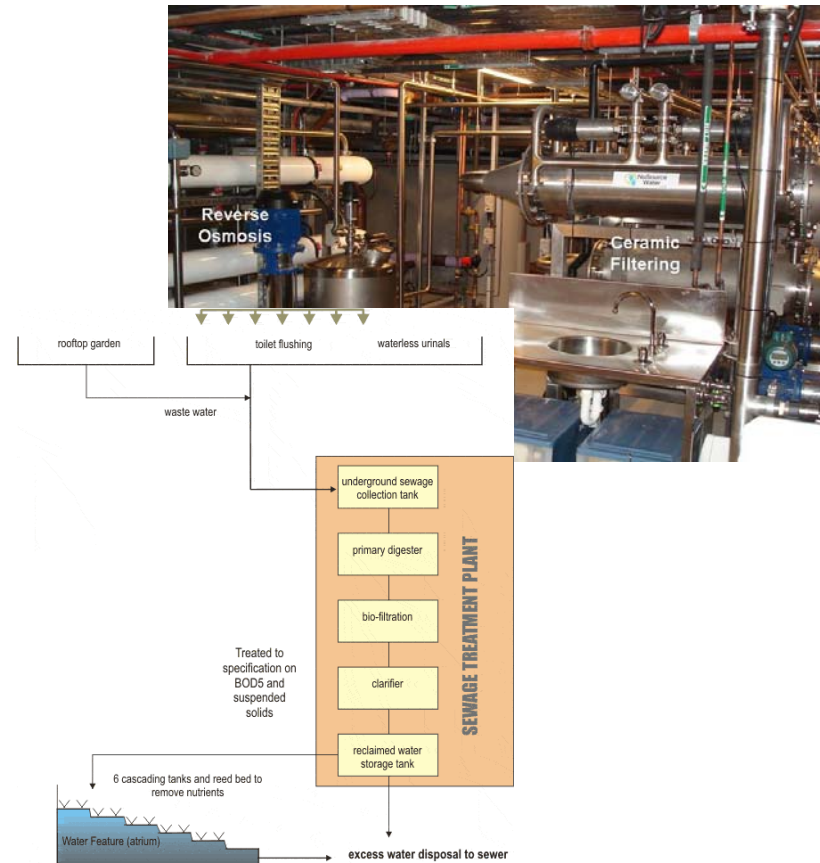 Reverse
Osmosis
NuSource
Water
Ceramic
Filtering
rooftop garden
toilet flushing
waterless urinals
waste water
underground sewage
collection tank
primary digester
bio-filtration
clarifier
reclaimed water
storage tank
SEWAGE TREATMENT PLANT
Treated to
specification on
BOD5 and
suspended
solids
6 cascading tanks and reed bed to
remove nutrients
Water Feature (atrium)
excess water disposal to sewer